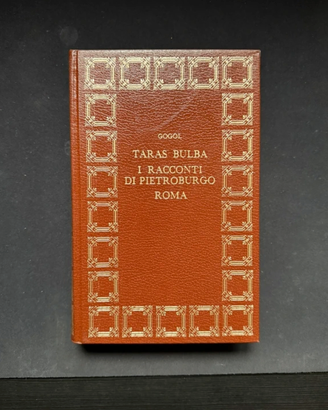 GOGOL
TARAS BULBA
I RACCONTI
DI PIETROBURGO
ROMA